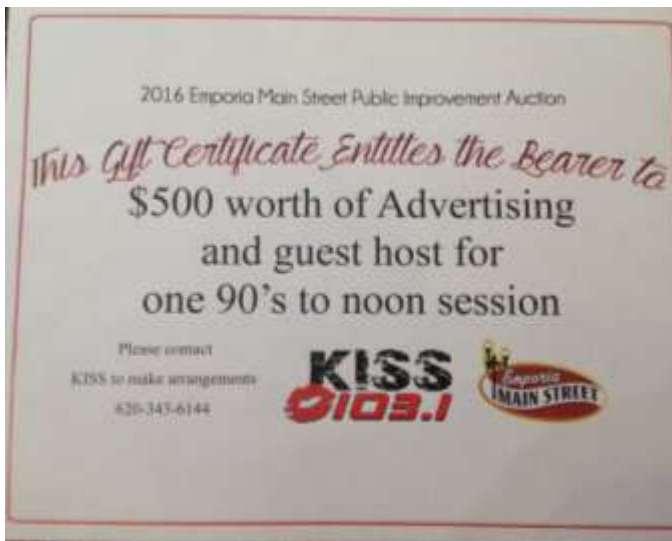 2016 Emporia Main Street Public Improvement Auction
This Gift Certificate Entitles the Bearer to
$500 worth of Advertising
and guest host for
one 90's to noon session
Please contact
KISS to make arrangements
620-343-6144
KISS
103.1
Emporia
MAIN STREET